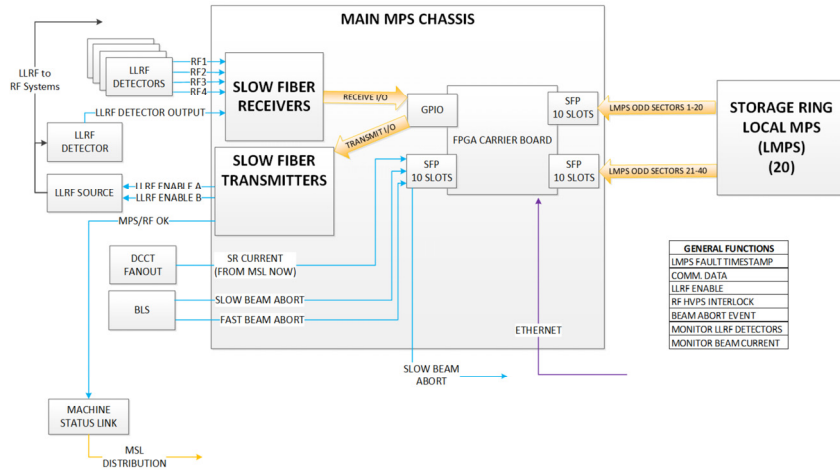 MAIN MPS CHASSIS
LLRF to
RF Systems
LLRF
DETECTORS
RF1
RF2
RF3
RF4
LLRF DETECTOR OUTPUT
LLRF
DETECTOR
LLRF SOURCE
SLOW FIBER
RECEIVERS
RECEIVE I/O
TRANSMIT I/O
GPIO
FPGA CARRIER BOARD
SFP
10 SLOTS
SFP
10 SLOTS
SFP
10 SLOTS
LMPS ODD SECTORS 1-20
LMPS ODD SECTORS 21-40
STORAGE RING
LOCAL MPS
(LMPS)
(20)
SLOW FIBER
TRANSMITTERS
LLRF ENABLE A
LLRF ENABLE B
MPS/RF OK
DCCT
FANOUT
SR CURRENT
(FROM MSL NOW)
BLS
SLOW BEAM ABORT
FAST BEAM ABORT
ETHERNET
SLOW BEAM
ABORT
GENERAL FUNCTIONS
LMPS FAULT TIMESTAMP
COMM. DATA
LLRF ENABLE
RF HVPS INTERLOCK
BEAM ABORT EVENT
MONITOR LLRF DETECTORS
MONITOR BEAM CURRENT
MACHINE
STATUS LINK
MSL
DISTRIBUTION